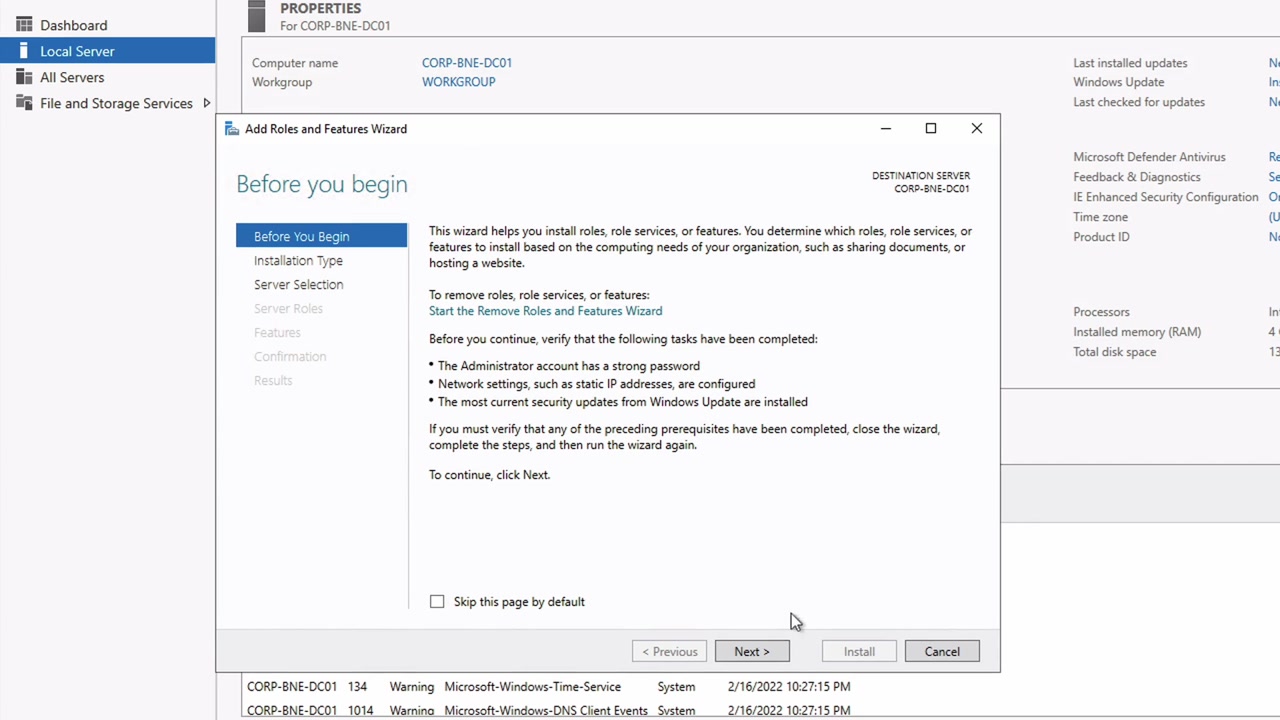 Dashboard
Local Server
All Servers
File and Storage Services
PROPERTIES
For CORP-BNE-DC01
Computer name CORP-BNE-DC01
Workgroup WORKGROUP
Last installed updates
Windows Update
Last checked for updates
Microsoft Defender Antivirus
Feedback & Diagnostics
IE Enhanced Security Configuration
Time zone
Product ID
Processors
Installed memory (RAM)
Total disk space
Add Roles and Features Wizard
Before you begin
DESTINATION SERVER
CORP-BNE-DC01
Before You Begin
Installation Type
Server Selection
Server Roles
Features
Confirmation
Results
This wizard helps you install roles, role services, or features. You determine which roles, role services, or
features to install based on the computing needs of your organization, such as sharing documents, or
hosting a website.
To remove roles, role services, or features:
Start the Remove Roles and Features Wizard
Before you continue, verify that the following tasks have been completed:
• The Administrator account has a strong password
• Network settings, such as static IP addresses, are configured
• The most current security updates from Windows Update are installed
If you must verify that any of the preceding prerequisites have been completed, close the wizard,
complete the steps, and then run the wizard again.
To continue, click Next.
Skip this page by default
< Previous Next > Install Cancel
CORP-BNE-DC01 134 Warning Microsoft-Windows-Time-Service System 2/16/2022 10:27:15 PM
CORP-BNE-DC01 1014 Warning Microsoft-Windows-DNS Client Events System 2/16/2022 10:27:15 PM